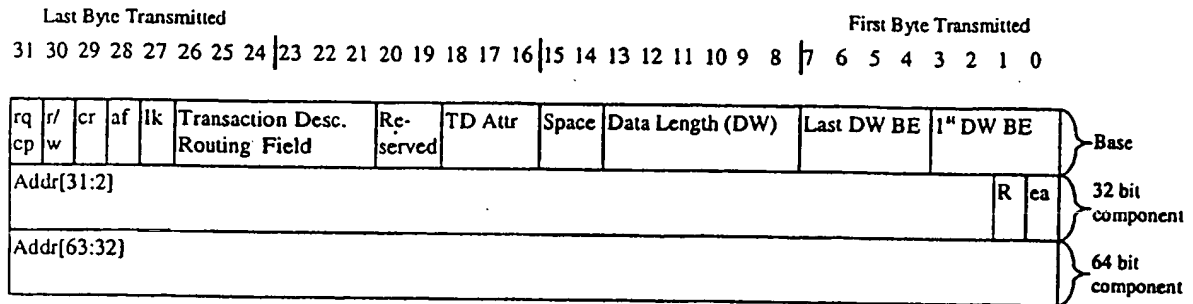 Last Byte Transmitted
First Byte Transmitted
31 30 29 28 27 26 25 24 23 22 21 20 19 18 17 16 15 14 13 12 11 10 9 8 7 6 5 4 3 2 1 0
rq cp
r/ w
cr
af
lk
Transaction Desc.
Routing Field
Re-
served
TD Attr
Space
Data Length (DW)
Last DW BE
1st DW BE
Base
Addr[31:2]
R
ea
32 bit
component
Addr[63:32]
64 bit
component